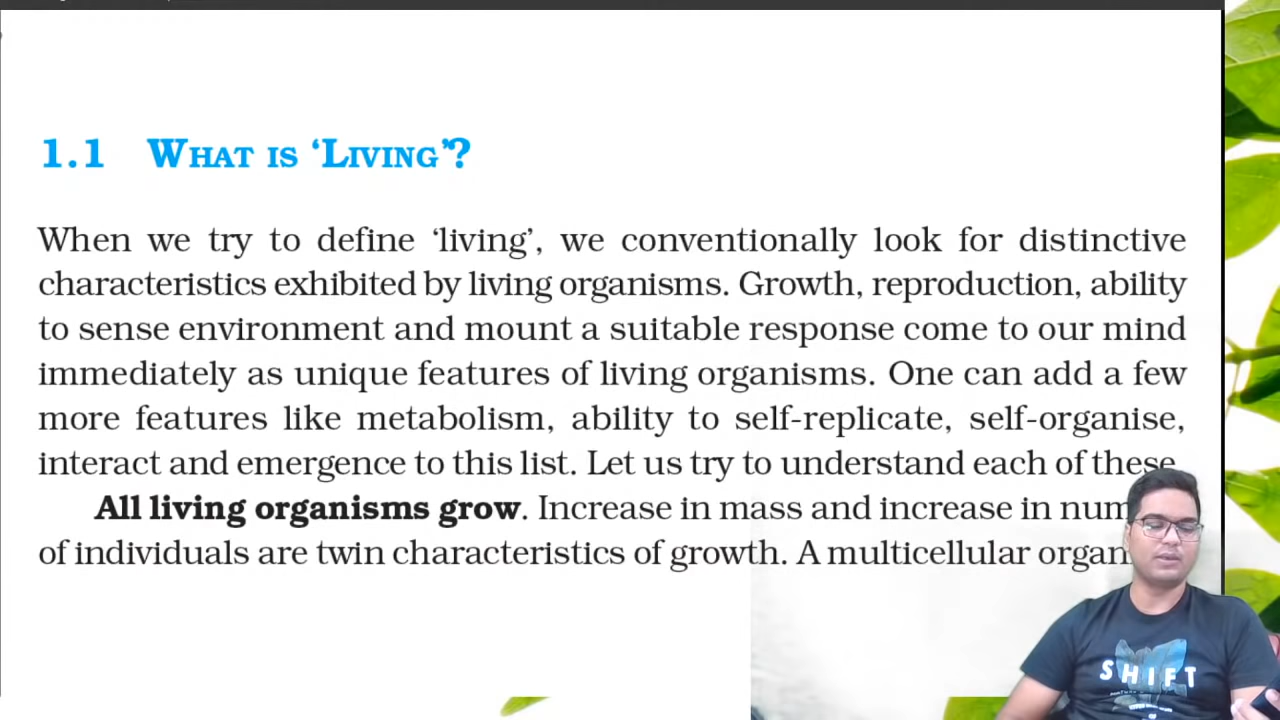 1.1 WHAT IS ‘LIVING’?
When we try to define ‘living’, we conventionally look for distinctive
characteristics exhibited by living organisms. Growth, reproduction, ability
to sense environment and mount a suitable response come to our mind
immediately as unique features of living organisms. One can add a few
more features like metabolism, ability to self-replicate, self-organise,
interact and emergence to this list. Let us try to understand each of these.
All living organisms grow. Increase in mass and increase in num
of individuals are twin characteristics of growth. A multicellular organ
SHIFT